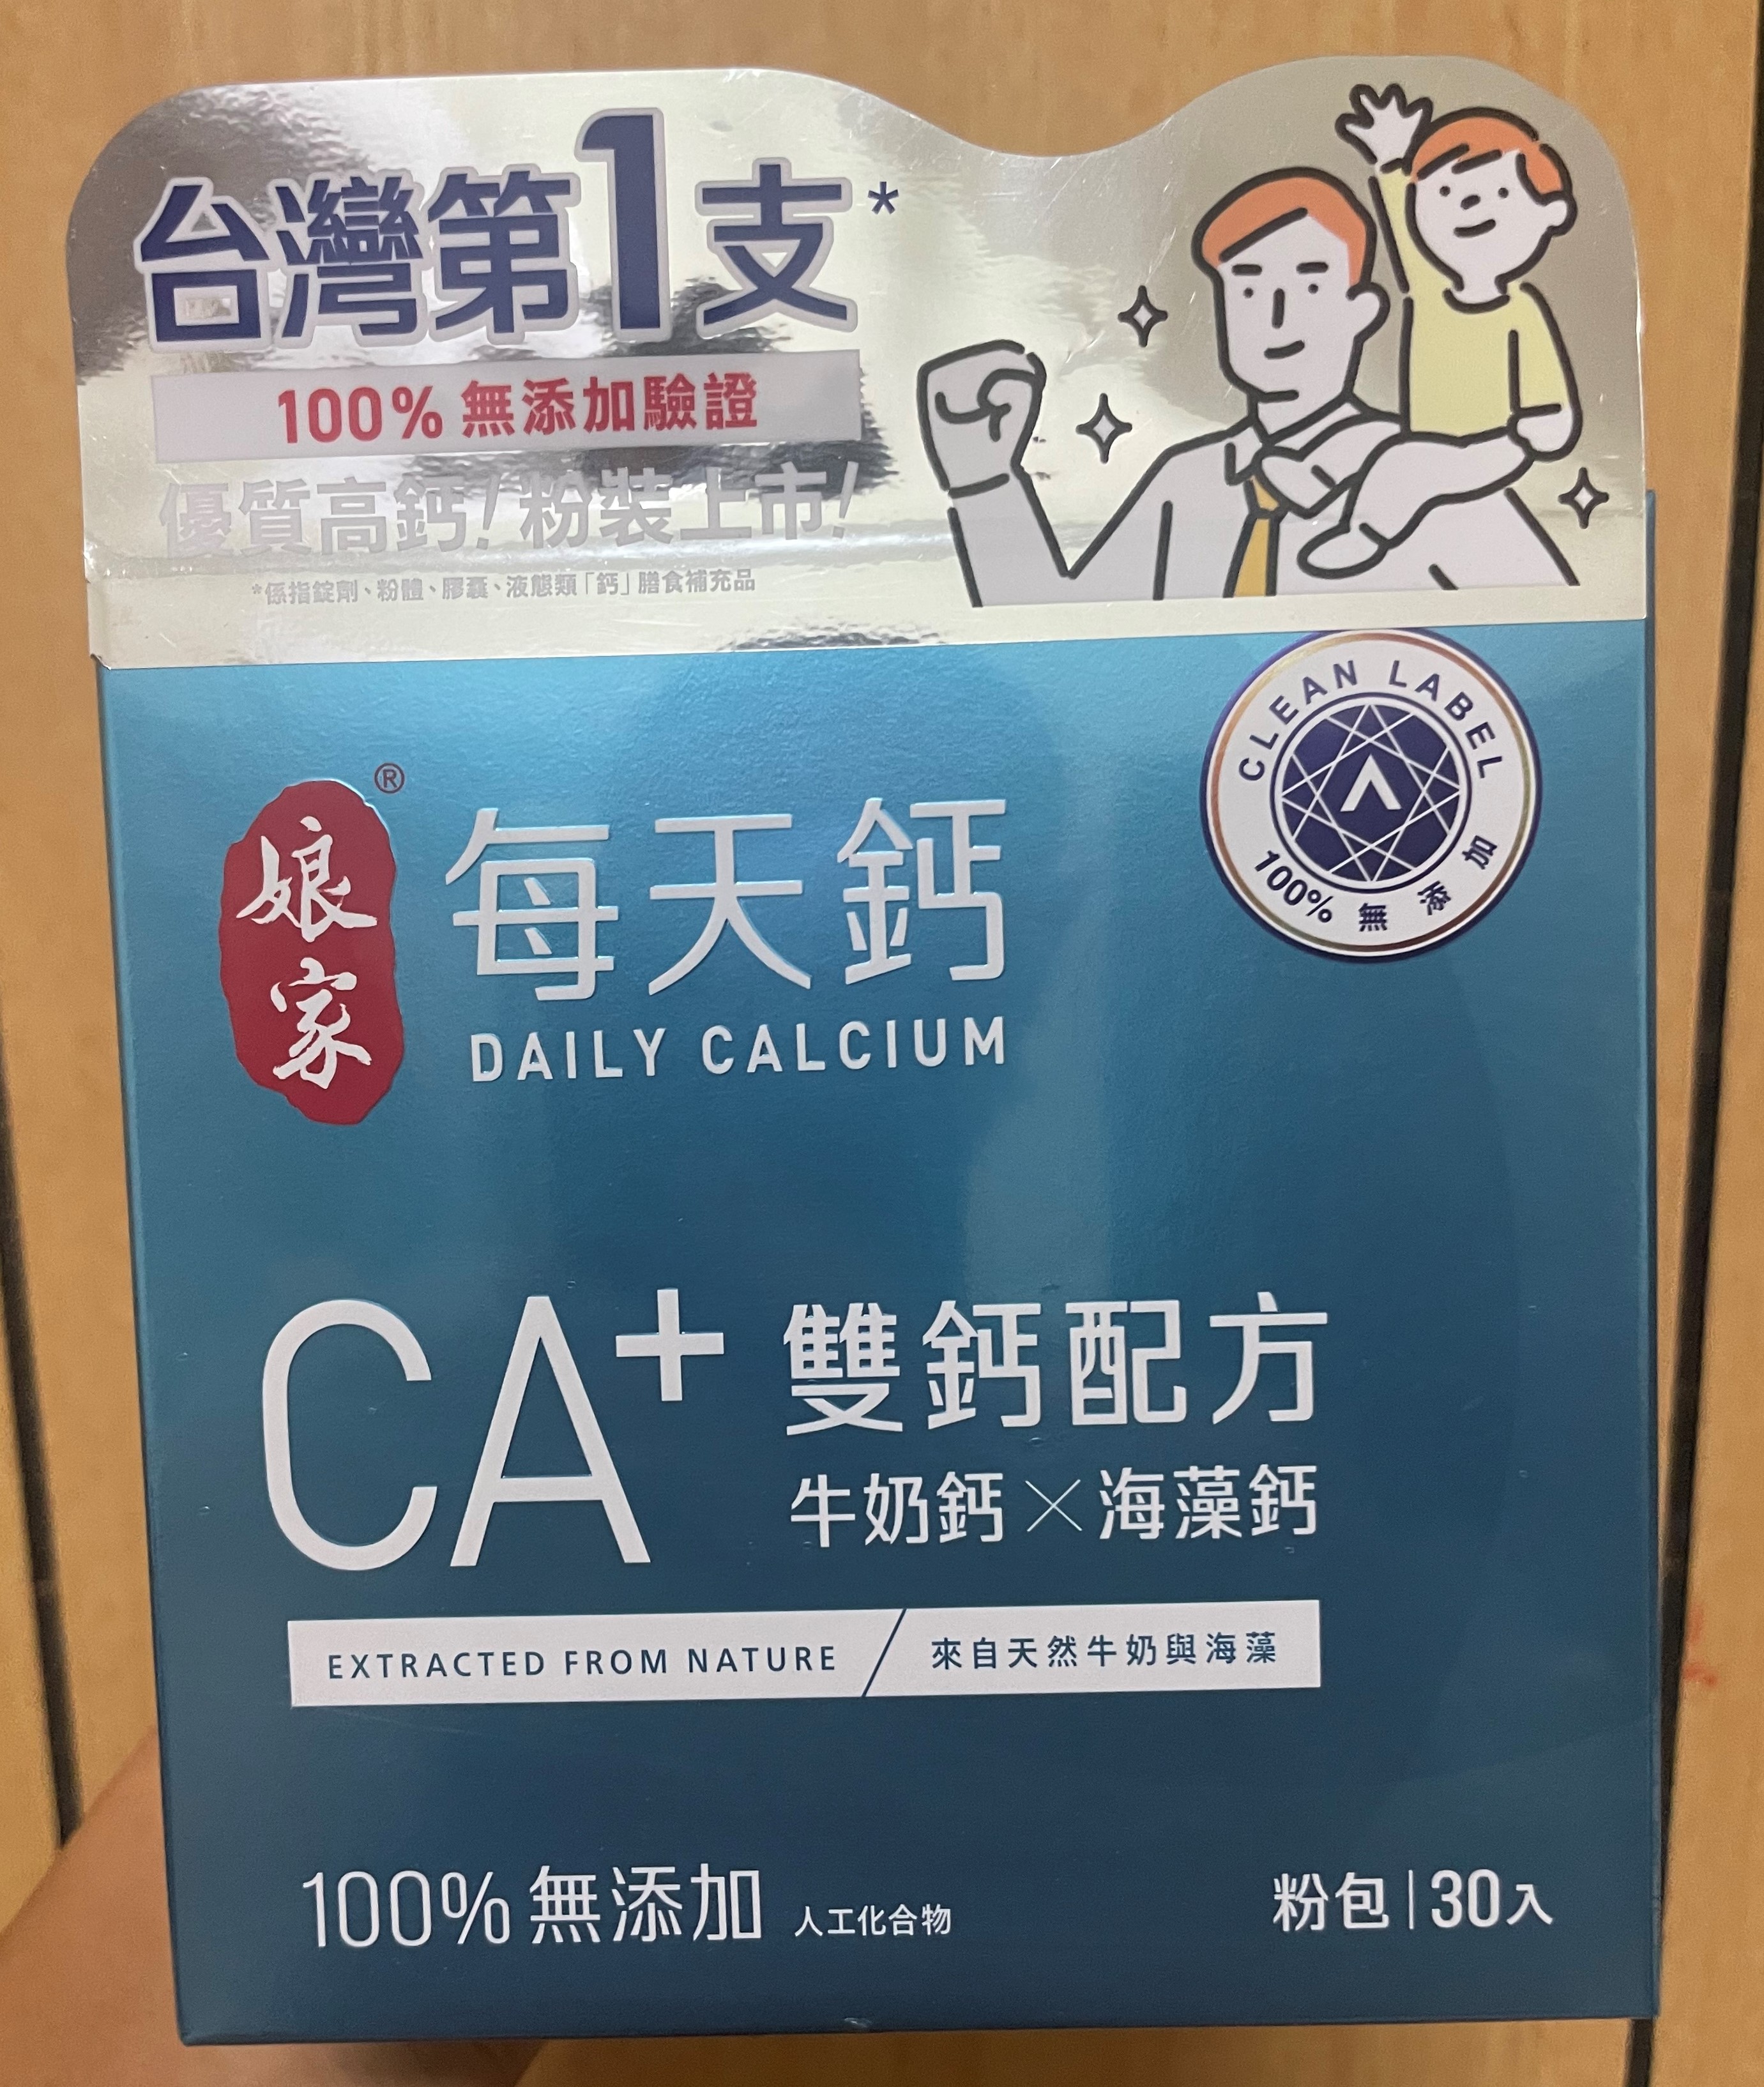 台灣第1支*
100%無添加驗證
優質高鈣!粉裝上市!
*係指錠劑、粉體、膠囊、液態類「鈣」膳食補充品
CLEAN LABEL
100% 無添加
娘家®
每天鈣
DAILY CALCIUM
CA+ 雙鈣配方
牛奶鈣×海藻鈣
EXTRACTED FROM NATURE / 來自天然牛奶與海藻
100%無添加 人工化合物
粉包|30入